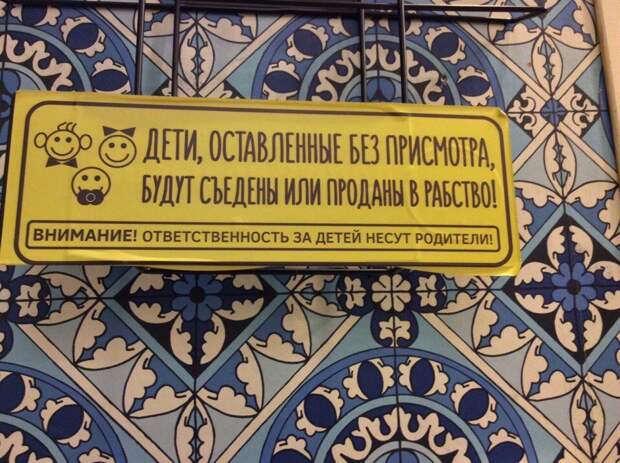 ДЕТИ, ОСТАВЛЕННЫЕ БЕЗ ПРИСМОТРА,
БУДУТ СЪЕДЕНЫ ИЛИ ПРОДАНЫ В РАБСТВО!
ВНИМАНИЕ! ОТВЕТСТВЕННОСТЬ ЗА ДЕТЕЙ НЕСУТ РОДИТЕЛИ!